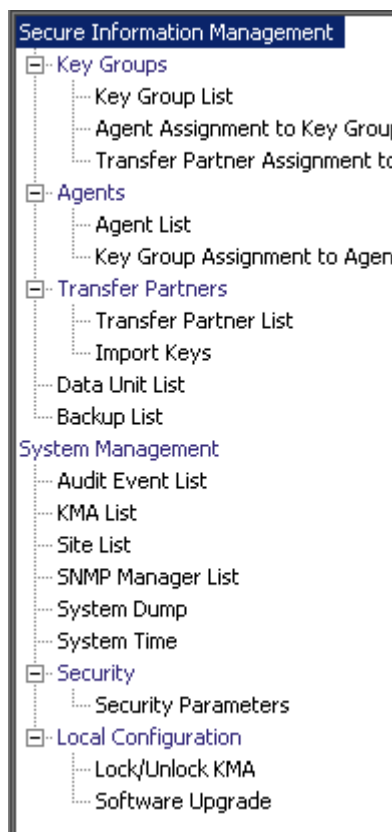 Secure Information Management
Key Groups
Key Group List
Agent Assignment to Key Grou
Transfer Partner Assignment to
Agents
Agent List
Key Group Assignment to Agen
Transfer Partners
Transfer Partner List
Import Keys
Data Unit List
Backup List
System Management
Audit Event List
KMA List
Site List
SNMP Manager List
System Dump
System Time
Security
Security Parameters
Local Configuration
Lock/Unlock KMA
Software Upgrade